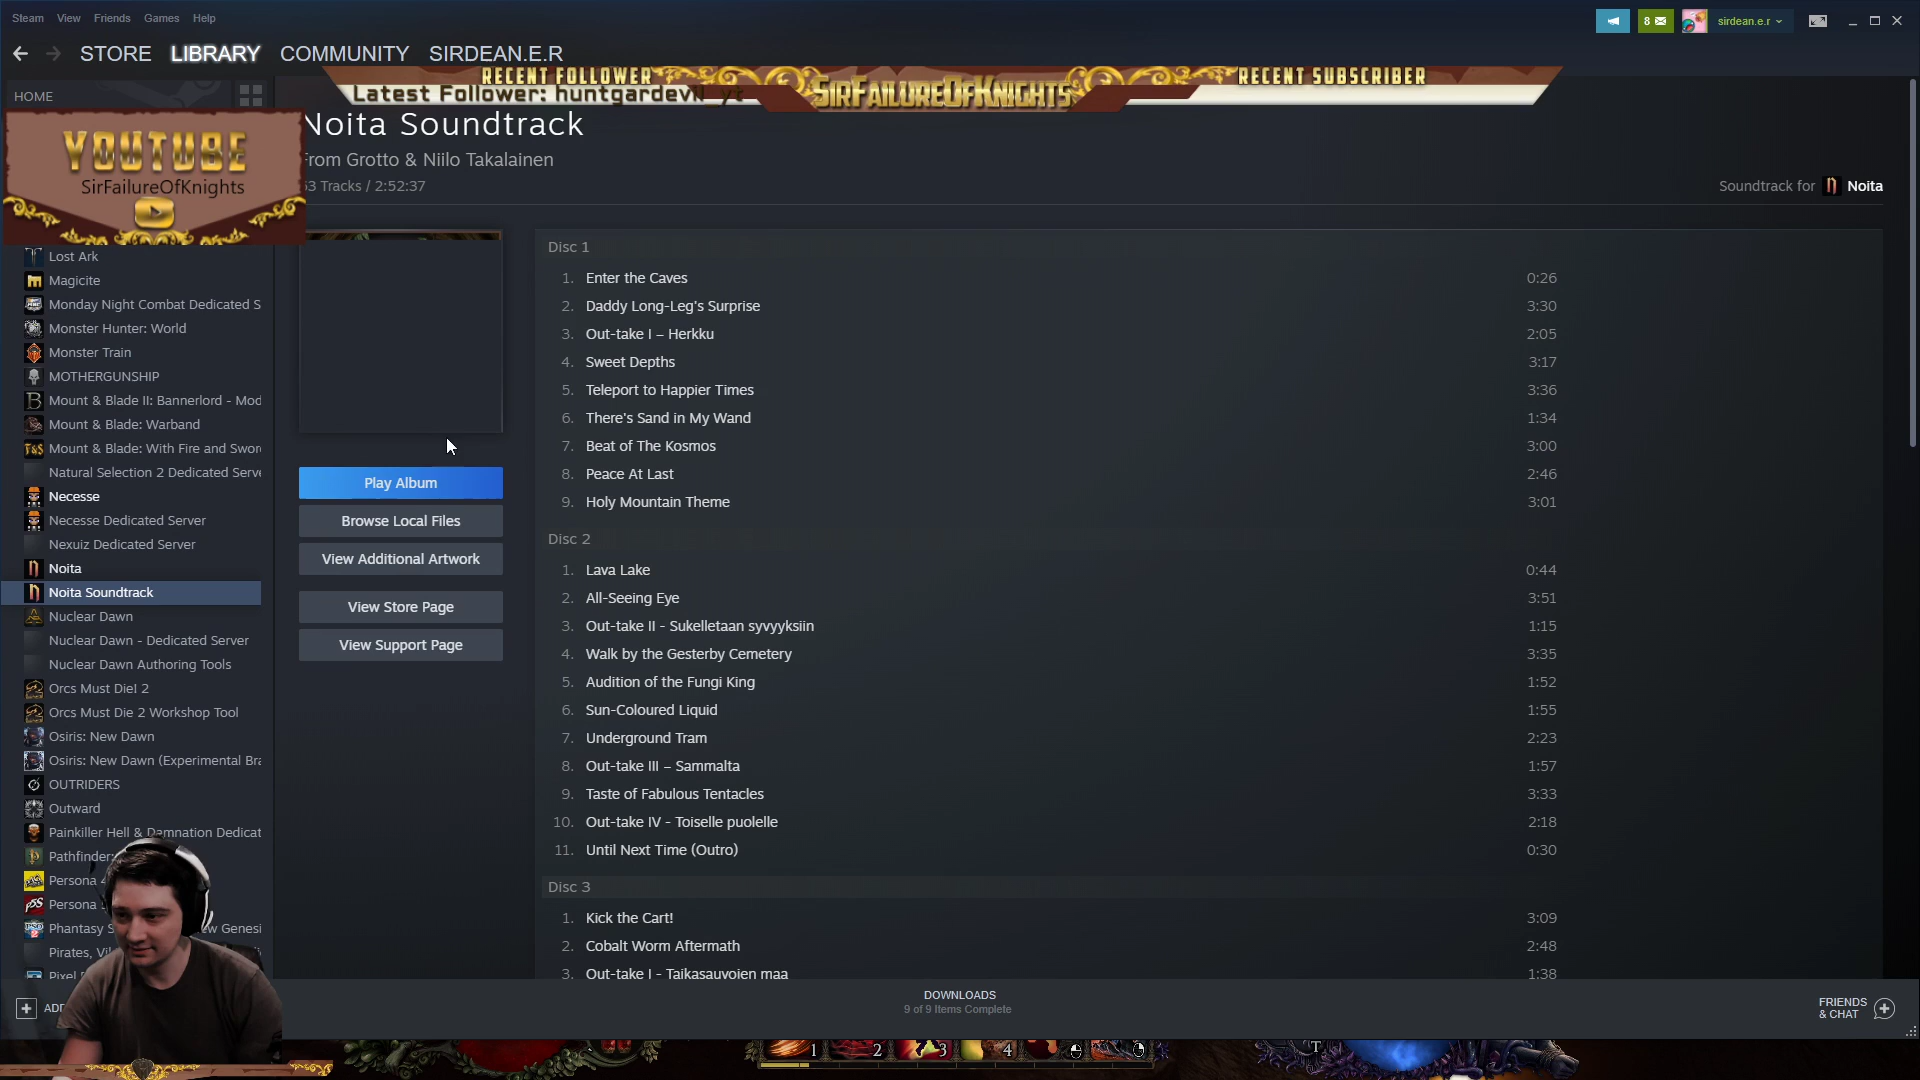 Steam View Friends Games Help
8 sirdean.e.r
STORE LIBRARY COMMUNITY SIRDEAN.E.R
RECENT FOLLOWER RECENT SUBSCRIBER
Latest Follower: huntgardevil_yt
SIRFAILUREOFKNIGHTS
HOME
Noita Soundtrack
From Grotto & Niilo Takalainen
53 Tracks / 2:52:37
Soundtrack for Noita
YOUTUBE
SirFailureOfKnights
Lost Ark
Magicite
Monday Night Combat Dedicated S
Monster Hunter: World
Monster Train
MOTHERGUNSHIP
Mount & Blade II: Bannerlord - Mod
Mount & Blade: Warband
Mount & Blade: With Fire and Swor
Natural Selection 2 Dedicated Serve
Necesse
Necesse Dedicated Server
Nexuiz Dedicated Server
Noita
Noita Soundtrack
Nuclear Dawn
Nuclear Dawn - Dedicated Server
Nuclear Dawn Authoring Tools
Orcs Must Die! 2
Orcs Must Die 2 Workshop Tool
Osiris: New Dawn
Osiris: New Dawn (Experimental Bra
OUTRIDERS
Outward
Painkiller Hell & Damnation Dedicat
Pathfinder:
Persona 4
Persona
Phantasy S ew Genesi
Pirates, Vi
Pixel
ADD
Play Album
Browse Local Files
View Additional Artwork
View Store Page
View Support Page
Disc 1
1. Enter the Caves 0:26
2. Daddy Long-Leg's Surprise 3:30
3. Out-take I – Herkku 2:05
4. Sweet Depths 3:17
5. Teleport to Happier Times 3:36
6. There's Sand in My Wand 1:34
7. Beat of The Kosmos 3:00
8. Peace At Last 2:46
9. Holy Mountain Theme 3:01
Disc 2
1. Lava Lake 0:44
2. All-Seeing Eye 3:51
3. Out-take II - Sukelletaan syvyyksiin 1:15
4. Walk by the Gesterby Cemetery 3:35
5. Audition of the Fungi King 1:52
6. Sun-Coloured Liquid 1:55
7. Underground Tram 2:23
8. Out-take III – Sammalta 1:57
9. Taste of Fabulous Tentacles 3:33
10. Out-take IV - Toiselle puolelle 2:18
11. Until Next Time (Outro) 0:30
Disc 3
1. Kick the Cart! 3:09
2. Cobalt Worm Aftermath 2:48
3. Out-take I - Taikasauvojen maa 1:38
DOWNLOADS
9 of 9 Items Complete
FRIENDS
& CHAT
1 2 3 4 T